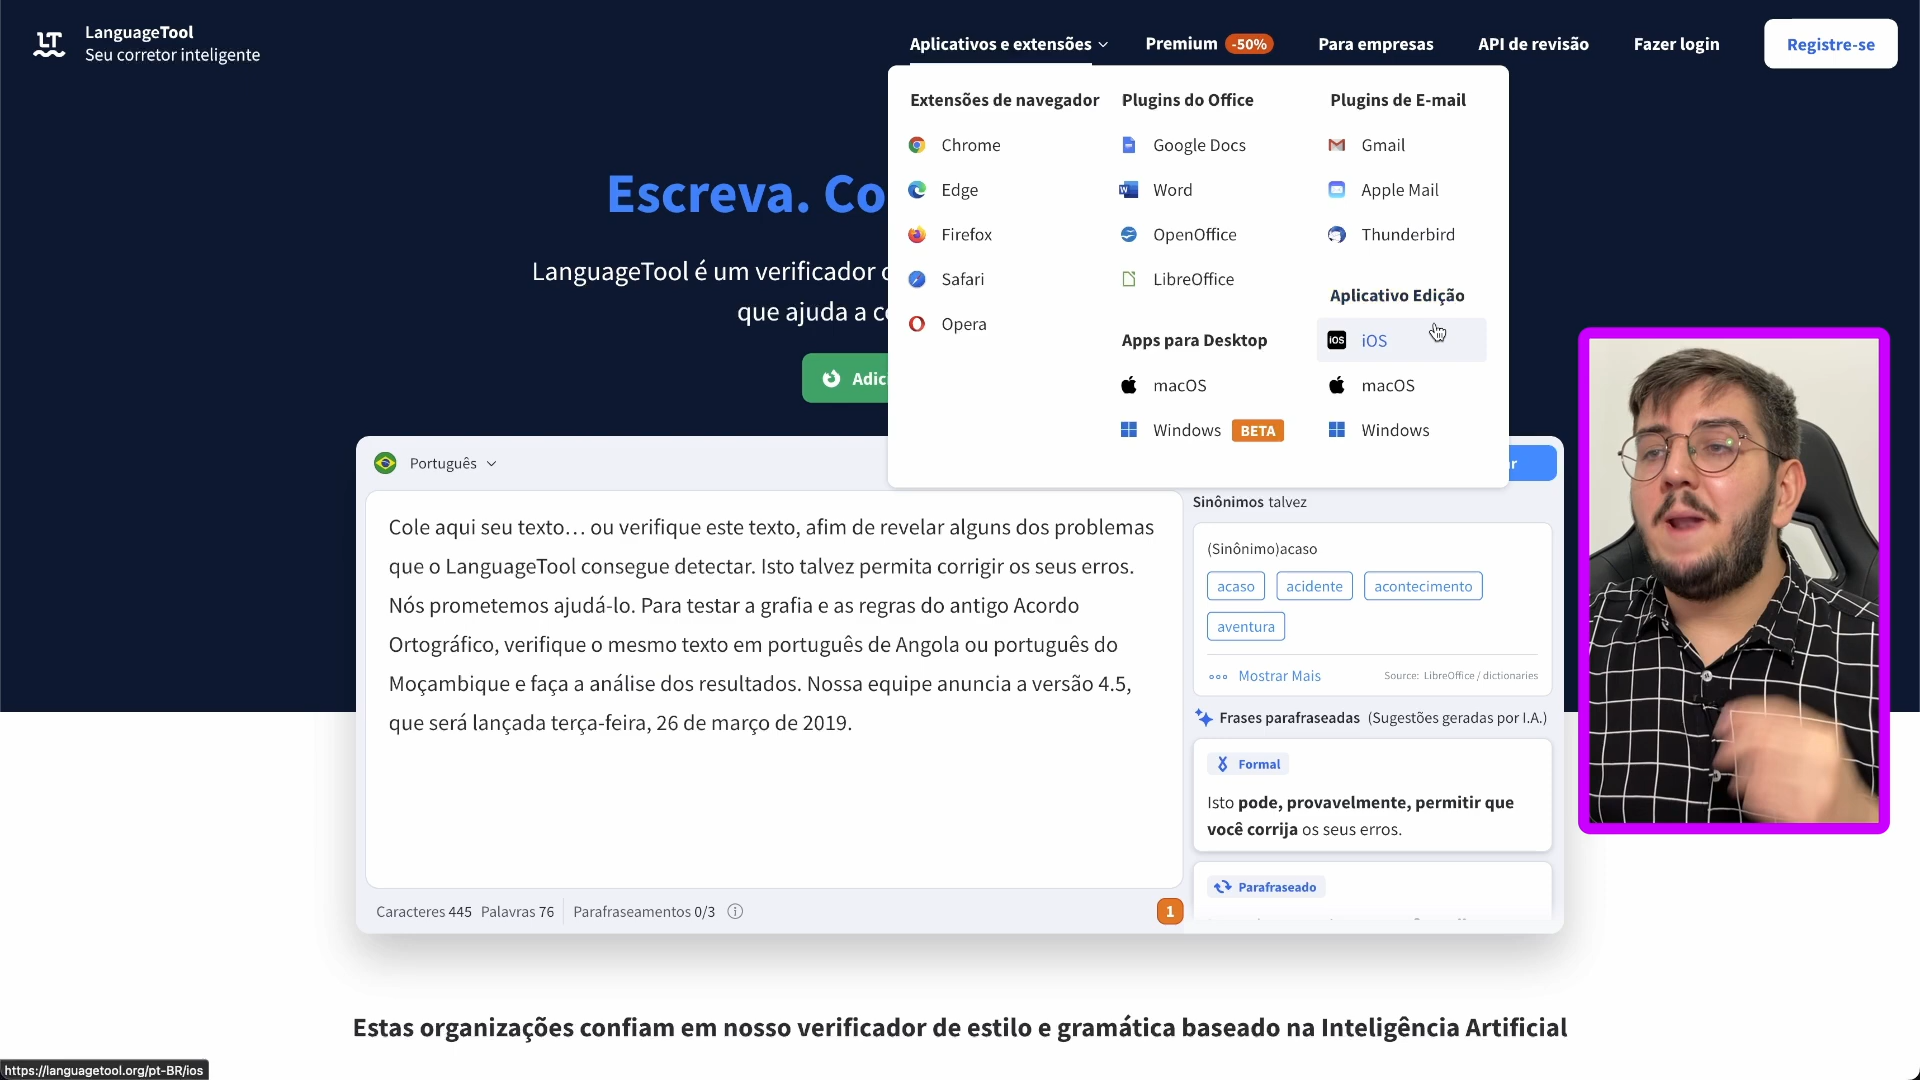 LanguageTool
Seu corretor inteligente
Aplicativos e extensões
Premium -50%
Para empresas
API de revisão
Fazer login
Registre-se
Extensões de navegador
Chrome
Edge
Firefox
Safari
Opera
Plugins do Office
Google Docs
Word
OpenOffice
LibreOffice
Apps para Desktop
macOS
Windows BETA
Plugins de E-mail
Gmail
Apple Mail
Thunderbird
Aplicativo Edição
iOS iOS
macOS
Windows
Escreva. Co
LanguageTool é um verificador
que ajuda a
Adic
Português
Cole aqui seu texto… ou verifique este texto, afim de revelar alguns dos problemas
que o LanguageTool consegue detectar. Isto talvez permita corrigir os seus erros.
Nós prometemos ajudá-lo. Para testar a grafia e as regras do antigo Acordo
Ortográfico, verifique o mesmo texto em português de Angola ou português do
Moçambique e faça a análise dos resultados. Nossa equipe anuncia a versão 4.5,
que será lançada terça-feira, 26 de março de 2019.
Caracteres 445 Palavras 76 Parafraseamentos 0/3
1
Sinônimos talvez
(Sinônimo)acaso
acaso acidente acontecimento
aventura
Mostrar Mais Source: LibreOffice / dictionaries
Frases parafraseadas (Sugestões geradas por I.A.)
Formal
Isto pode, provavelmente, permitir que
você corrija os seus erros.
Parafraseado
Estas organizações confiam em nosso verificador de estilo e gramática baseado na Inteligência Artificial
https://languagetool.org/pt-BR/ios